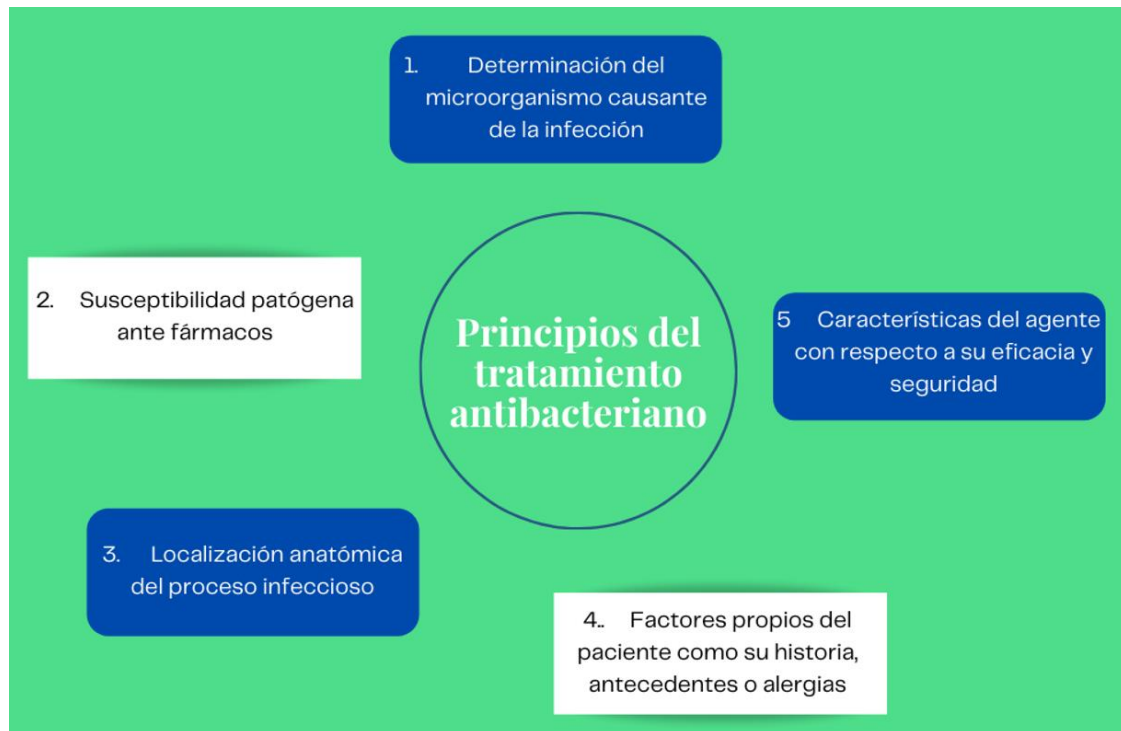 1. Determinación del
microorganismo causante
de la infección
2. Susceptibilidad patógena
ante fármacos
Principios del
tratamiento
antibacteriano
5 Características del agente
con respecto a su eficacia y
seguridad
3. Localización anatómica
del proceso infeccioso
4.. Factores propios del
paciente como su historia,
antecedentes o alergias